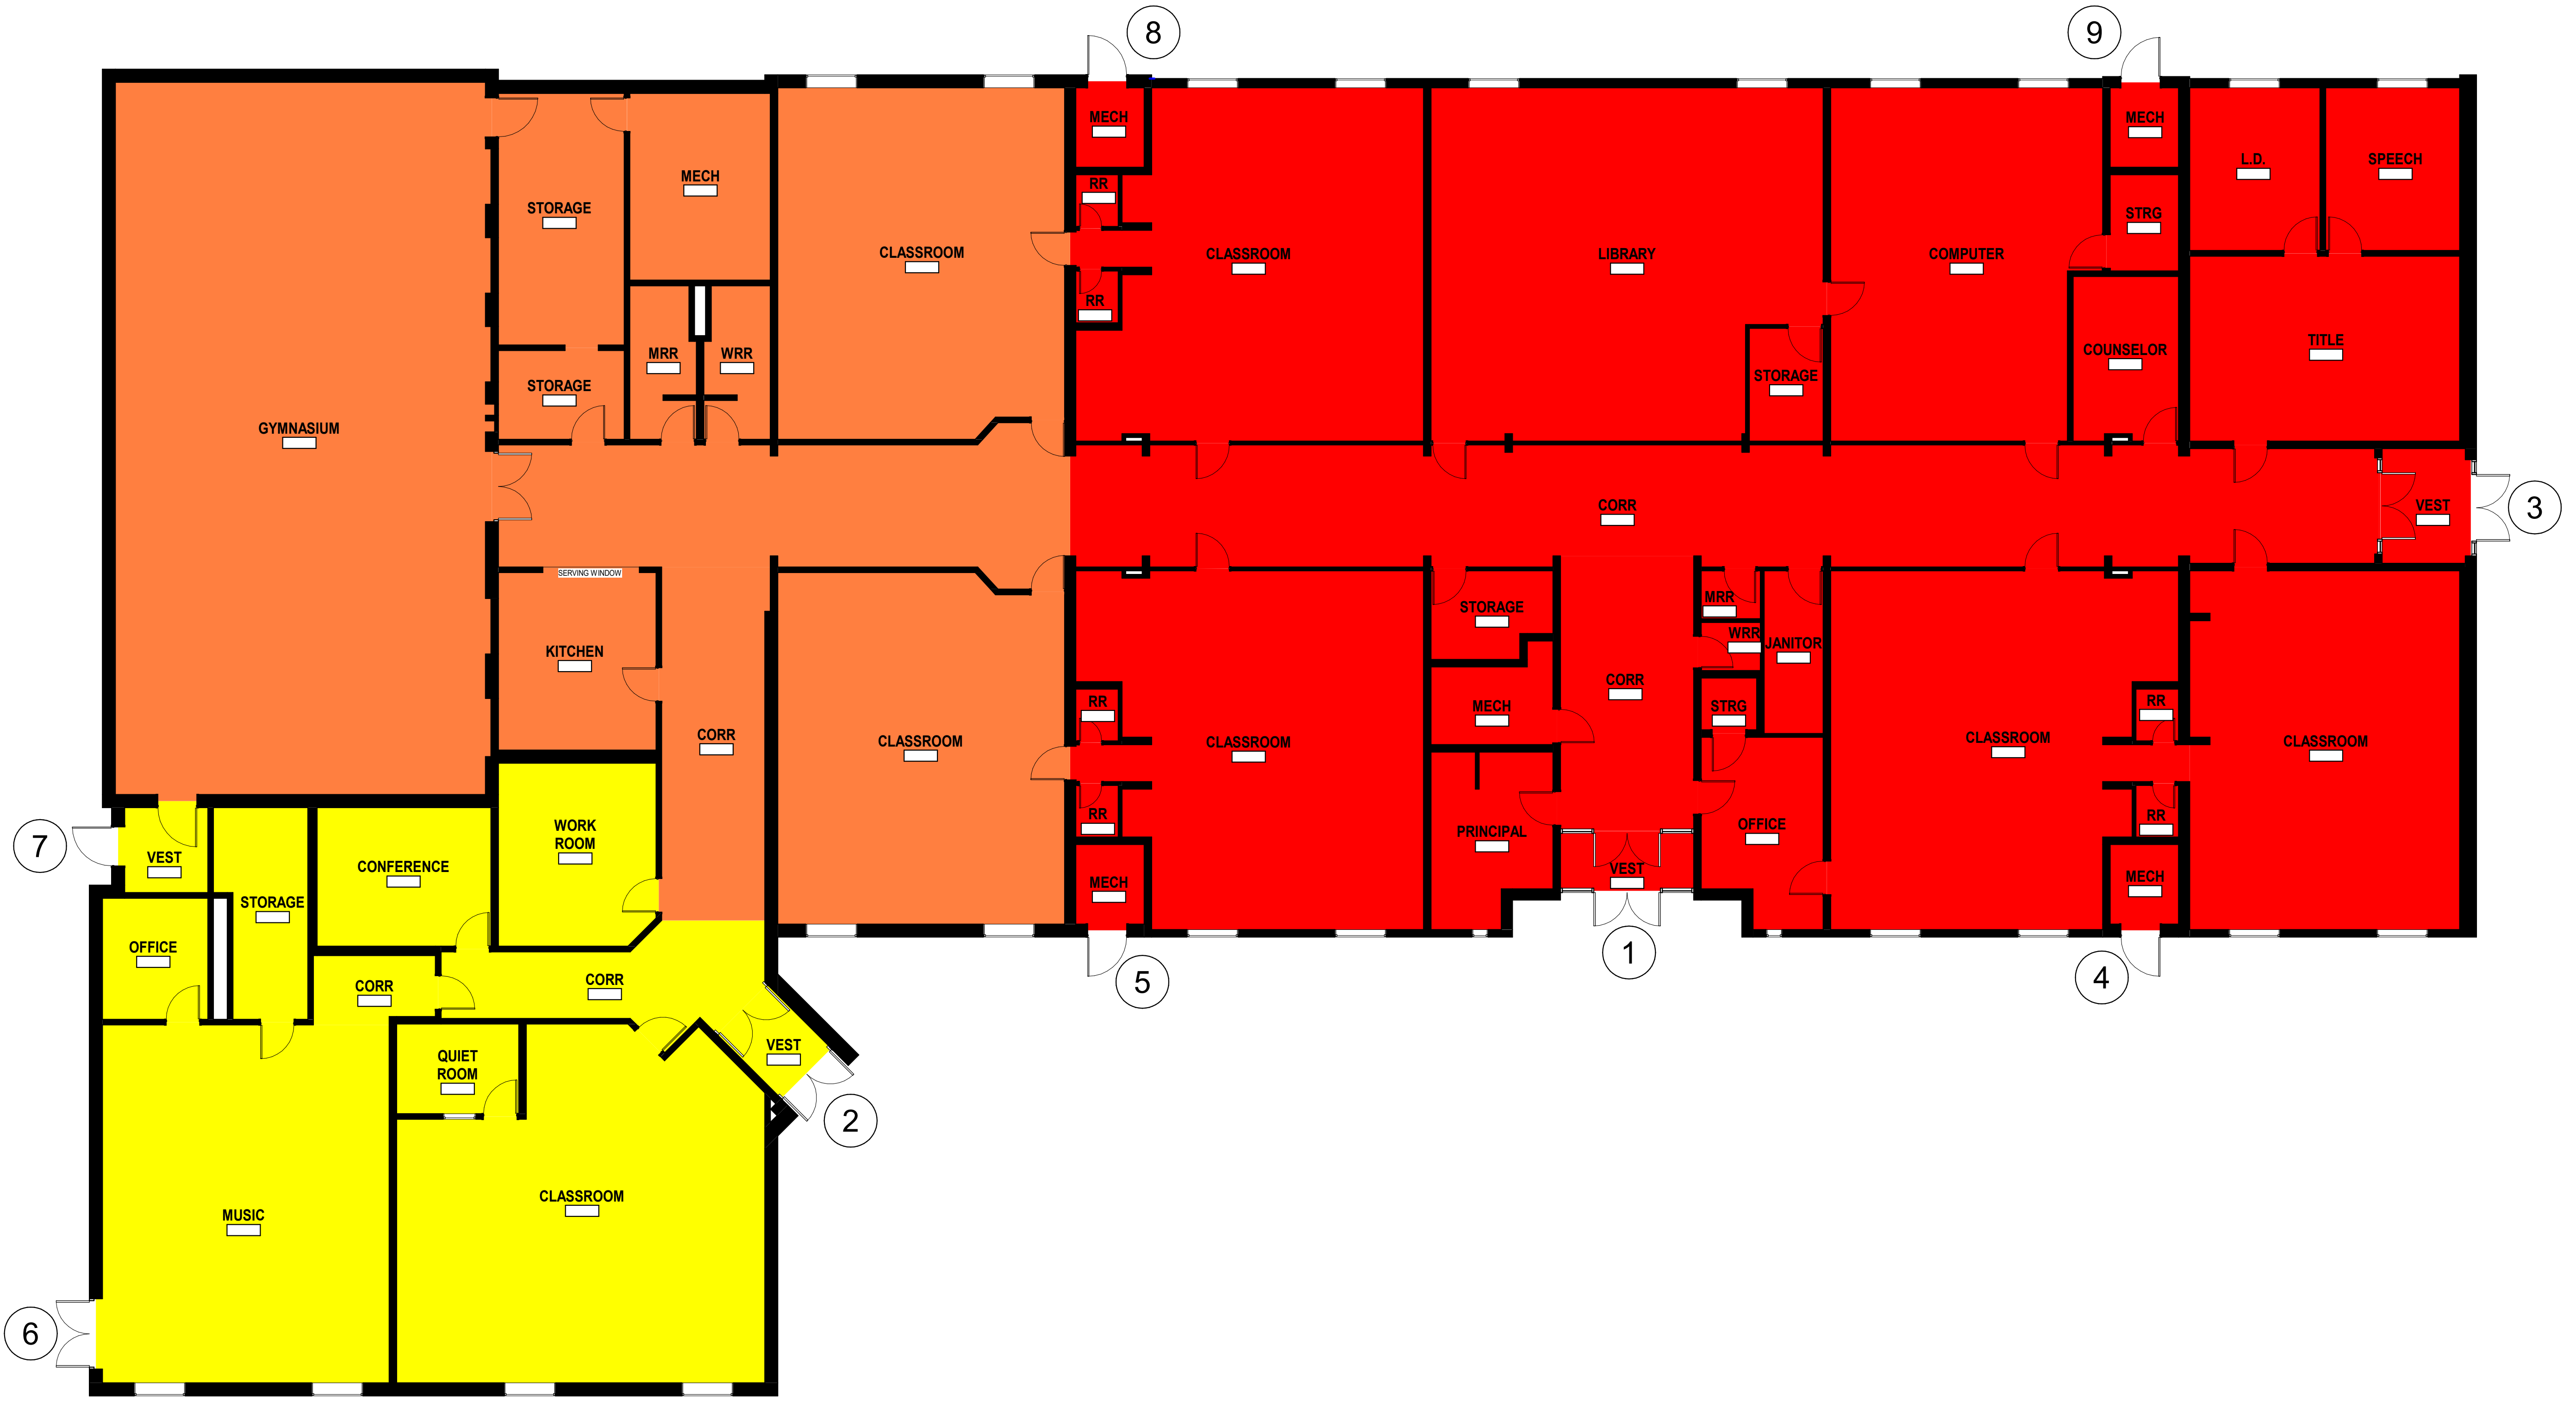 8
9
MECH
MECH
L.D.
SPEECH
MECH
RR
STORAGE
STRG
CLASSROOM
CLASSROOM
LIBRARY
COMPUTER
RR
TITLE
COUNSELOR
MRR
WRR
STORAGE
STORAGE
GYMNASIUM
CORR
VEST
3
SERVING WINDOW
MRR
STORAGE
WRR
JANITOR
KITCHEN
CORR
RR
RR
MECH
STRG
CORR
CLASSROOM
CLASSROOM
CLASSROOM
CLASSROOM
RR
RR
WORK
ROOM
PRINCIPAL
OFFICE
7
VEST
CONFERENCE
VEST
MECH
MECH
STORAGE
OFFICE
1
CORR
CORR
5
4
VEST
QUIET
ROOM
2
CLASSROOM
MUSIC
6